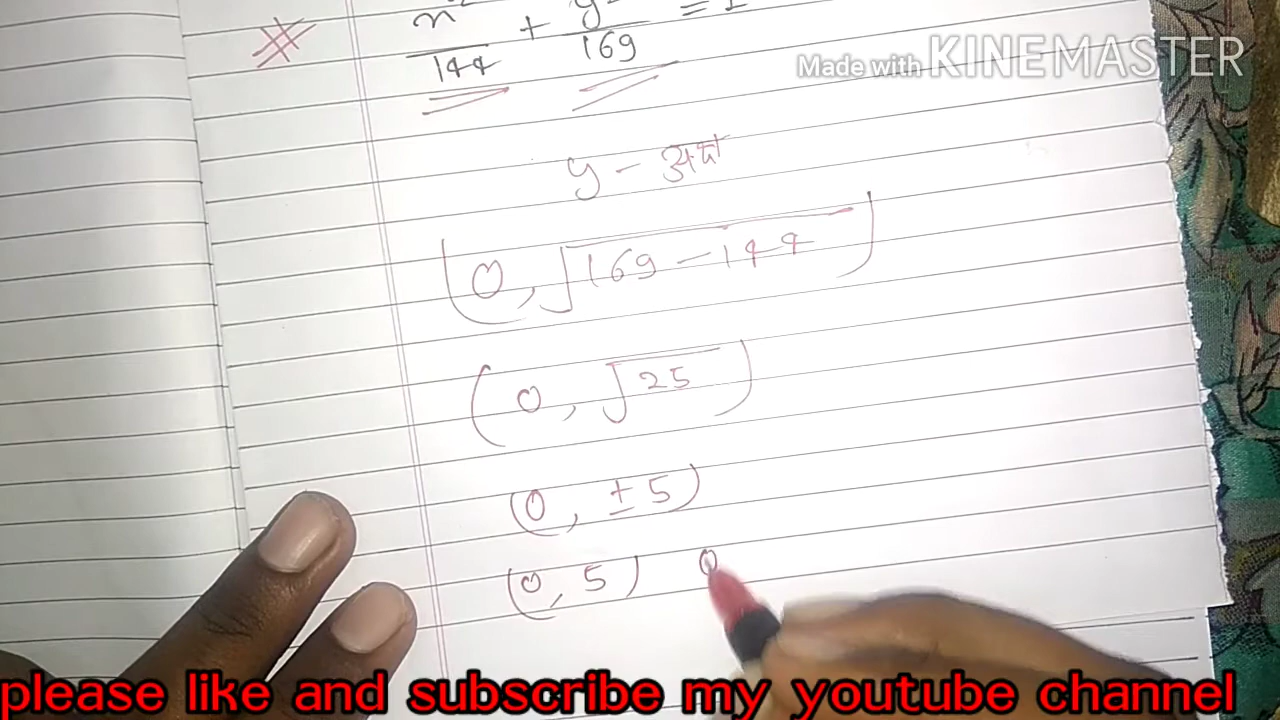 x²/144 + y²/169 = 1
Made with KINEMASTER
y - अक्ष
(0, √169 - 144)
(0, √25)
(0, ± 5)
(0, 5) 0
please like and subscribe my youtube channel